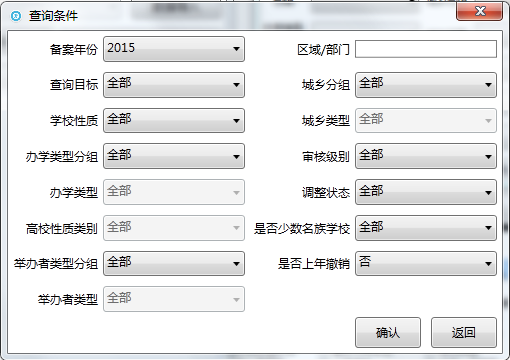 查询条件
备案年份 2015 区域/部门
查询目标 全部 城乡分组 全部
学校性质 全部 城乡类型 全部
办学类型分组 全部 审核级别 全部
办学类型 全部 调整状态 全部
高校性质类别 全部 是否少数名族学校 全部
举办者类型分组 全部 是否上年撤销 否
举办者类型 全部
确认 返回